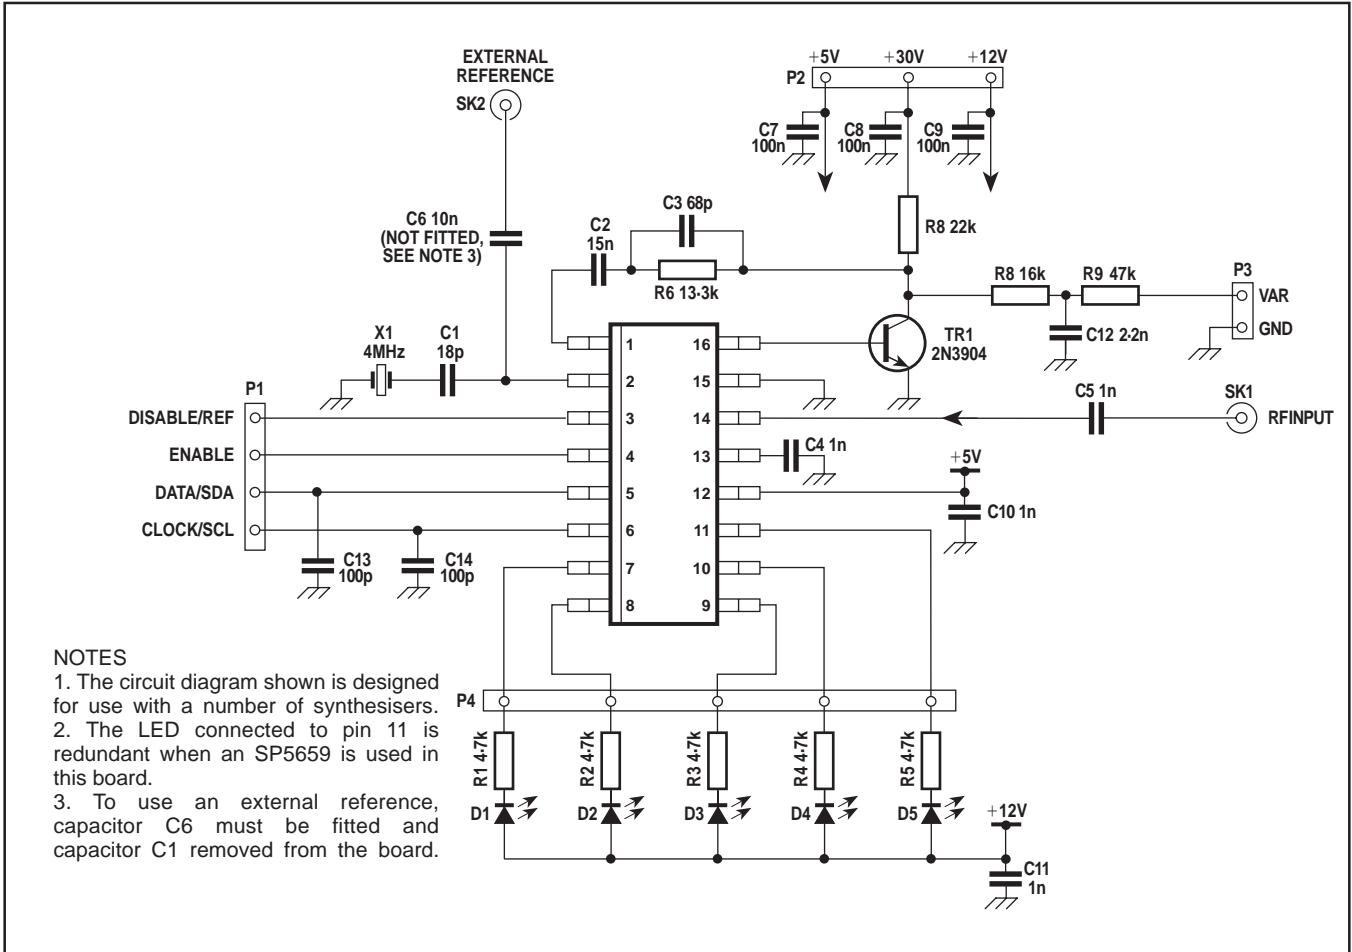 EXTERNAL
REFERENCE
SK2
+5V
+30V
+12V
P2
C7
100n
C8
100n
C9
100n
C6 10n
(NOT FITTED,
SEE NOTE 3)
C2
15n
C3 68p
R6 13·3k
R8 22k
R8 16k
R9 47k
P3
VAR
GND
C12 2·2n
TR1
2N3904
X1
4MHz
C1
18p
P1
DISABLE/REF
ENABLE
DATA/SDA
CLOCK/SCL
C13
100p
C14
100p
1
2
3
4
5
6
7
8
16
15
14
13
12
11
10
9
C5 1n
SK1
RFINPUT
C4 1n
+5V
C10 1n
P4
R1 4·7k
R2 4·7k
R3 4·7k
R4 4·7k
R5 4·7k
D1
D2
D3
D4
D5
+12V
C11
1n
NOTES
1. The circuit diagram shown is designed
for use with a number of synthesisers.
2. The LED connected to pin 11 is
redundant when an SP5659 is used in
this board.
3. To use an external reference,
capacitor C6 must be fitted and
capacitor C1 removed from the board.